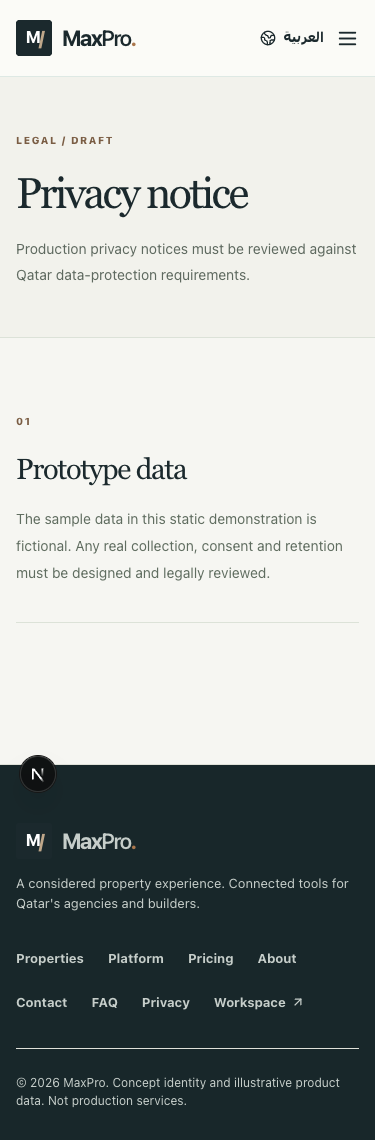 M/ MaxPro.
العربية
LEGAL / DRAFT
Privacy notice
Production privacy notices must be reviewed against
Qatar data-protection requirements.
01
Prototype data
The sample data in this static demonstration is
fictional. Any real collection, consent and retention
must be designed and legally reviewed.
N
M/ MaxPro.
A considered property experience. Connected tools for
Qatar's agencies and builders.
Properties Platform Pricing About
Contact FAQ Privacy Workspace ↗
© 2026 MaxPro. Concept identity and illustrative product
data. Not production services.